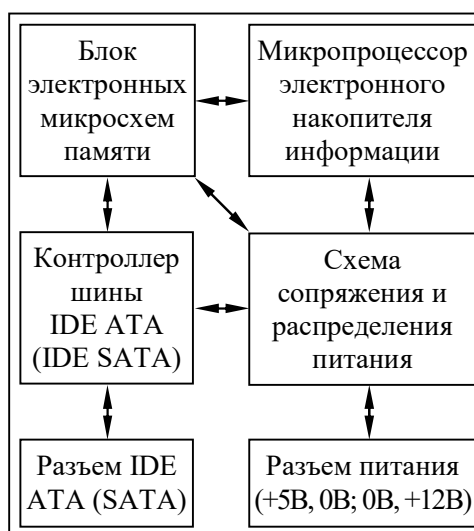 Блок
электронных
микросхем
памяти
Микропроцессор
электронного
накопителя
информации
Контроллер
шины
IDE ATA
(IDE SATA)
Схема
сопряжения и
распределения
питания
Разъем IDE
ATA (SATA)
Разъем питания
(+5В, 0В; 0В, +12В)